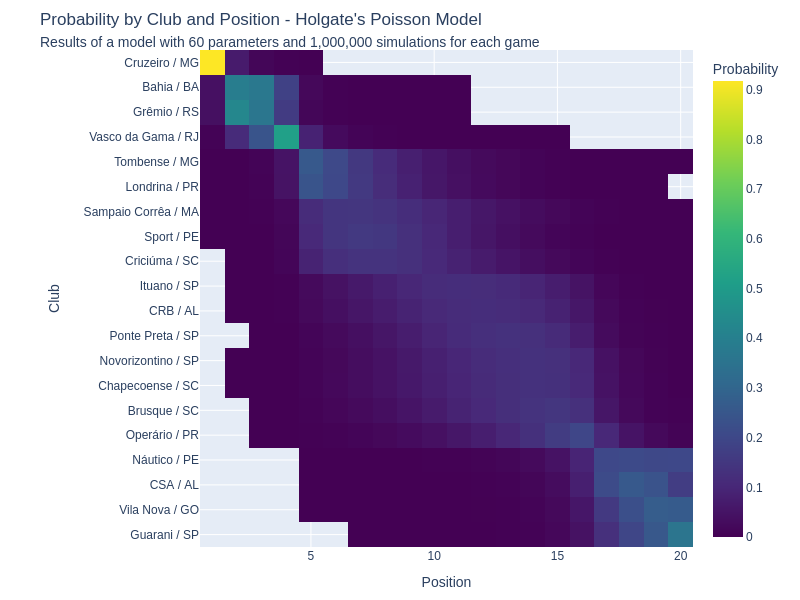 Probability by Club and Position - Holgate's Poisson Model
Results of a model with 60 parameters and 1,000,000 simulations for each game
Probability
Club
Cruzeiro / MG
Bahia / BA
Grêmio / RS
Vasco da Gama / RJ
Tombense / MG
Londrina / PR
Sampaio Corrêa / MA
Sport / PE
Criciúma / SC
Ituano / SP
CRB / AL
Ponte Preta / SP
Novorizontino / SP
Chapecoense / SC
Brusque / SC
Operário / PR
Náutico / PE
CSA / AL
Vila Nova / GO
Guarani / SP
0.9
0.8
0.7
0.6
0.5
0.4
0.3
0.2
0.1
0
5 10 15 20
Position